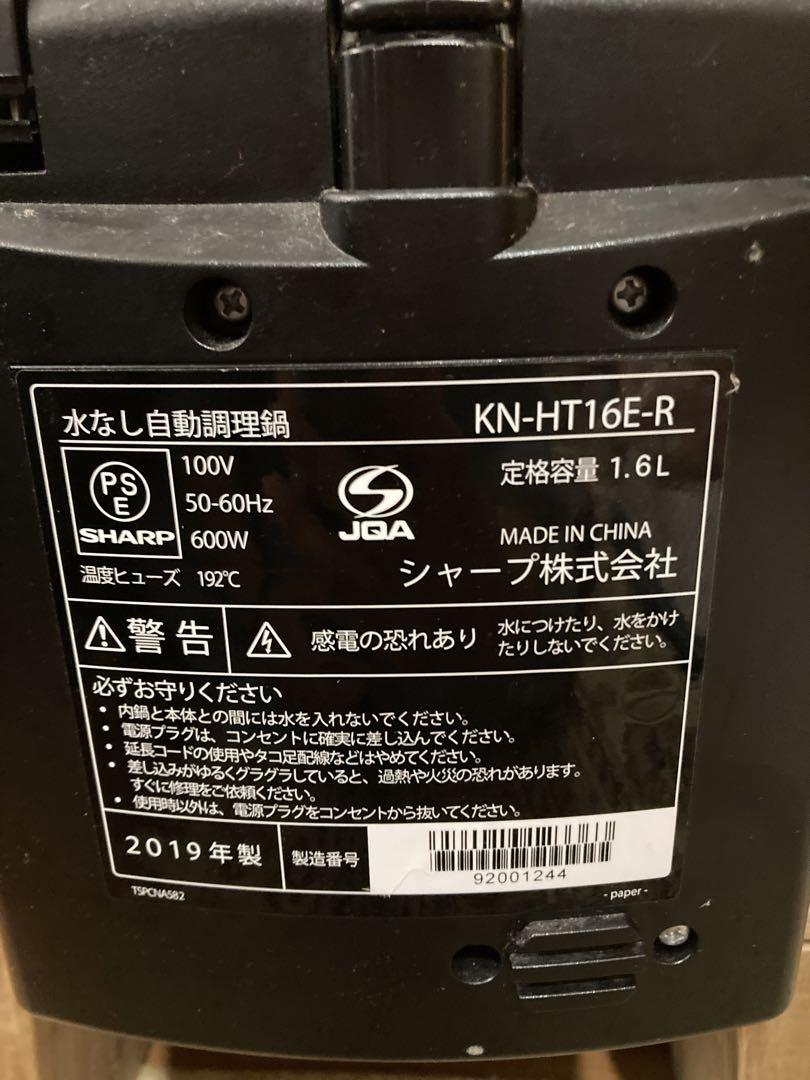 水なし自動調理鍋 KN-HT16E-R
PS
E
SHARP
100V
50-60Hz
600W
JQA
定格容量 1.6L
MADE IN CHINA
シャープ株式会社
温度ヒューズ 192℃
警告
感電の恐れあり
水につけたり、水をかけ
たりしないでください。
必ずお守りください
・内鍋と本体との間には水を入れないでください。
・電源プラグは、コンセントに確実に差し込んでください。
・延長コードの使用やタコ足配線などはやめてください。
・差し込みがゆるくグラグラしていると、過熱や火災の恐れがあります。
すぐに修理をご依頼ください。
・使用時以外は、電源プラグをコンセントから抜いてください。
2019年製
製造番号
92001244
TSPCNA582
- paper -